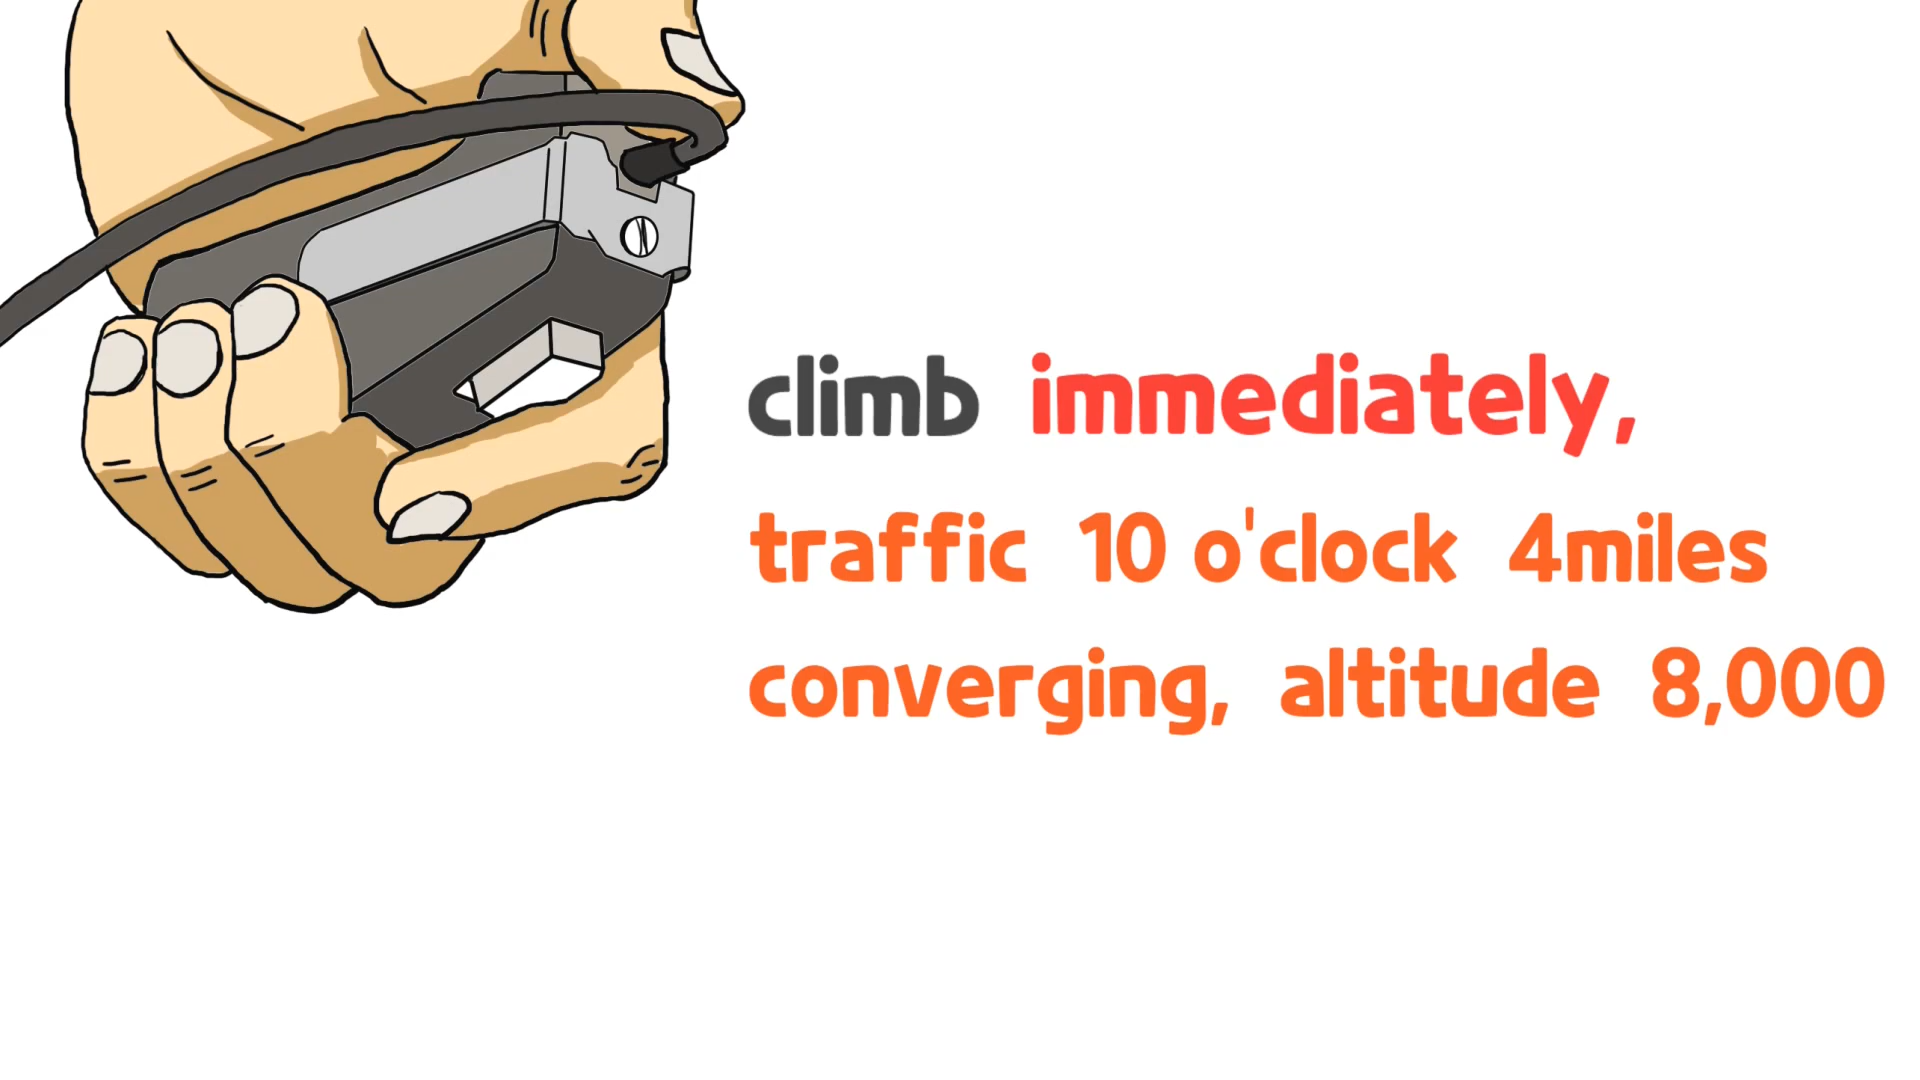 climb immediately,
traffic 10 o'clock 4miles
converging, altitude 8,000